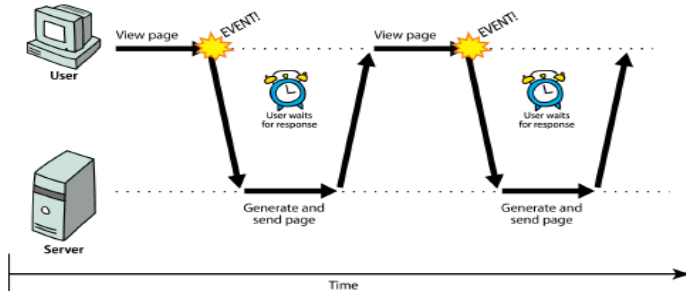 View page
EVENT!
View page
EVENT!
User
User waits
for response
User waits
for response
Generate and
send page
Generate and
send page
Server
Time